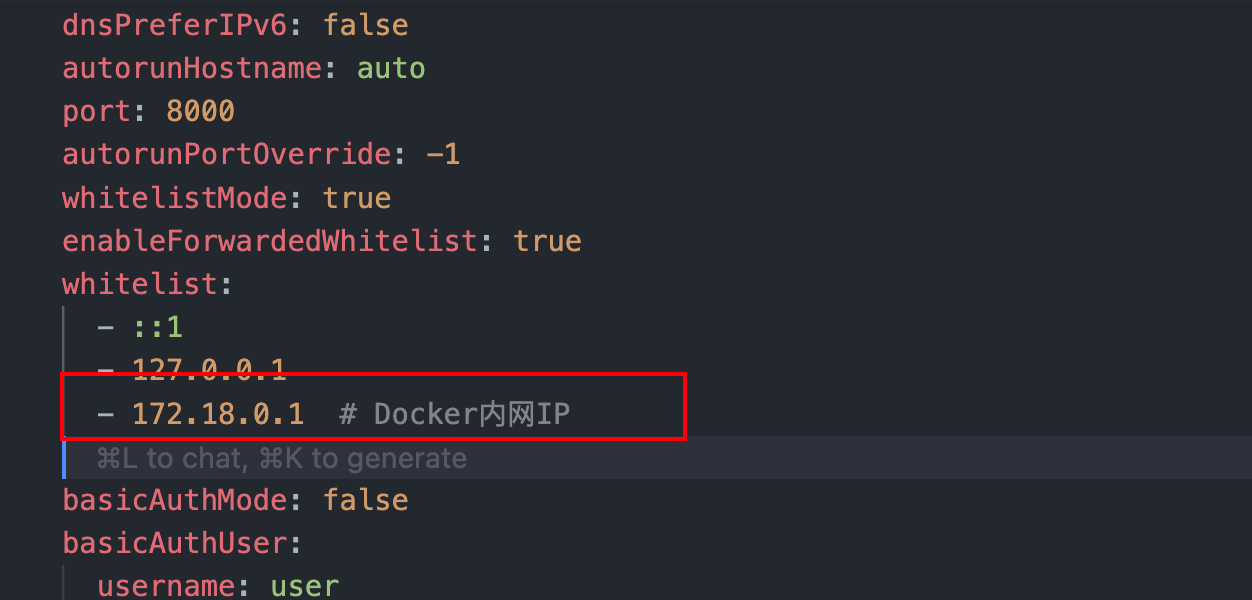 dnsPreferIPv6: false
autorunHostname: auto
port: 8000
autorunPortOverride: -1
whitelistMode: true
enableForwardedWhitelist: true
whitelist:
- ::1
- 127.0.0.1
- 172.18.0.1 # Docker内网IP
⌘L to chat, ⌘K to generate
basicAuthMode: false
basicAuthUser:
username: user